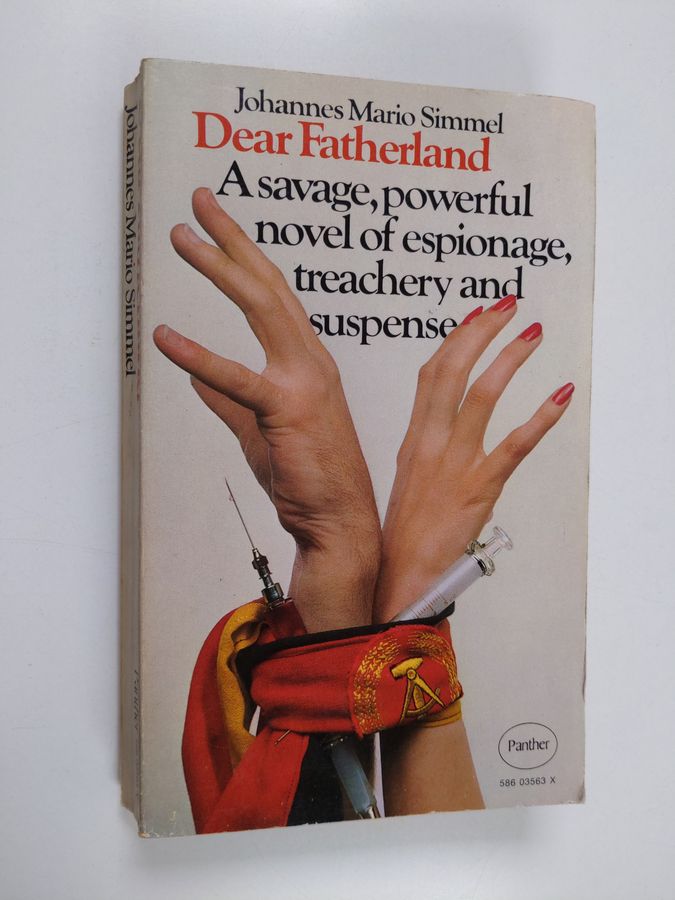 Johannes Mario Simmel
Dear Fatherland
A savage, powerful
novel of espionage,
treachery and
suspense
Panther
586 03563 X
Johannes Mario Simmel